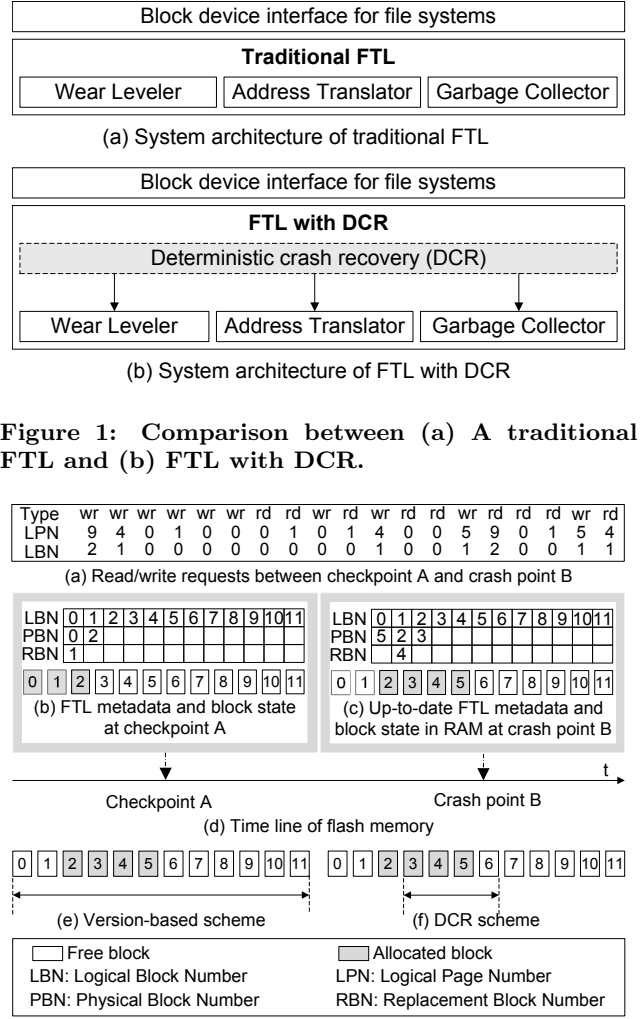 Block device interface for file systems
Traditional FTL
Wear Leveler Address Translator Garbage Collector
(a) System architecture of traditional FTL
Block device interface for file systems
FTL with DCR
Deterministic crash recovery (DCR)
Wear Leveler Address Translator Garbage Collector
(b) System architecture of FTL with DCR
Figure 1: Comparison between (a) A traditional
FTL and (b) FTL with DCR.
Type wr wr wr wr wr wr rd rd rd rd wr rd rd wr rd rd rd wr rd
LPN 9 4 0 1 0 0 0 1 0 1 4 0 0 5 9 0 1 5 4
LBN 2 1 0 0 0 0 0 0 0 0 1 0 0 1 2 0 0 1 1
(a) Read/write requests between checkpoint A and crash point B
LBN 0 1 2 3 4 5 6 7 8 9 10 11
PBN 0 2
RBN 1
0 1 2 3 4 5 6 7 8 9 10 11
(b) FTL metadata and block state
at checkpoint A
LBN 0 1 2 3 4 5 6 7 8 9 10 11
PBN 5 2 3
RBN 4
0 1 2 3 4 5 6 7 8 9 10 11
(c) Up-to-date FTL metadata and
block state in RAM at crash point B
t
Checkpoint A Crash point B
(d) Time line of flash memory
0 1 2 3 4 5 6 7 8 9 10 11
(e) Version-based scheme
0 1 2 3 4 5 6 7 8 9 10 11
(f) DCR scheme
Free block Allocated block
LBN: Logical Block Number LPN: Logical Page Number
PBN: Physical Block Number RBN: Replacement Block Number